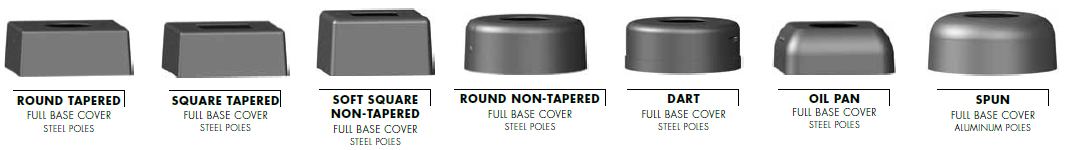 ROUND TAPERED
FULL BASE COVER
STEEL POLES
SQUARE TAPERED
FULL BASE COVER
STEEL POLES
SOFT SQUARE
NON-TAPERED
FULL BASE COVER
STEEL POLES
ROUND NON-TAPERED
FULL BASE COVER
STEEL POLES
DART
FULL BASE COVER
STEEL POLES
OIL PAN
FULL BASE COVER
STEEL POLES
SPUN
FULL BASE COVER
ALUMINUM POLES